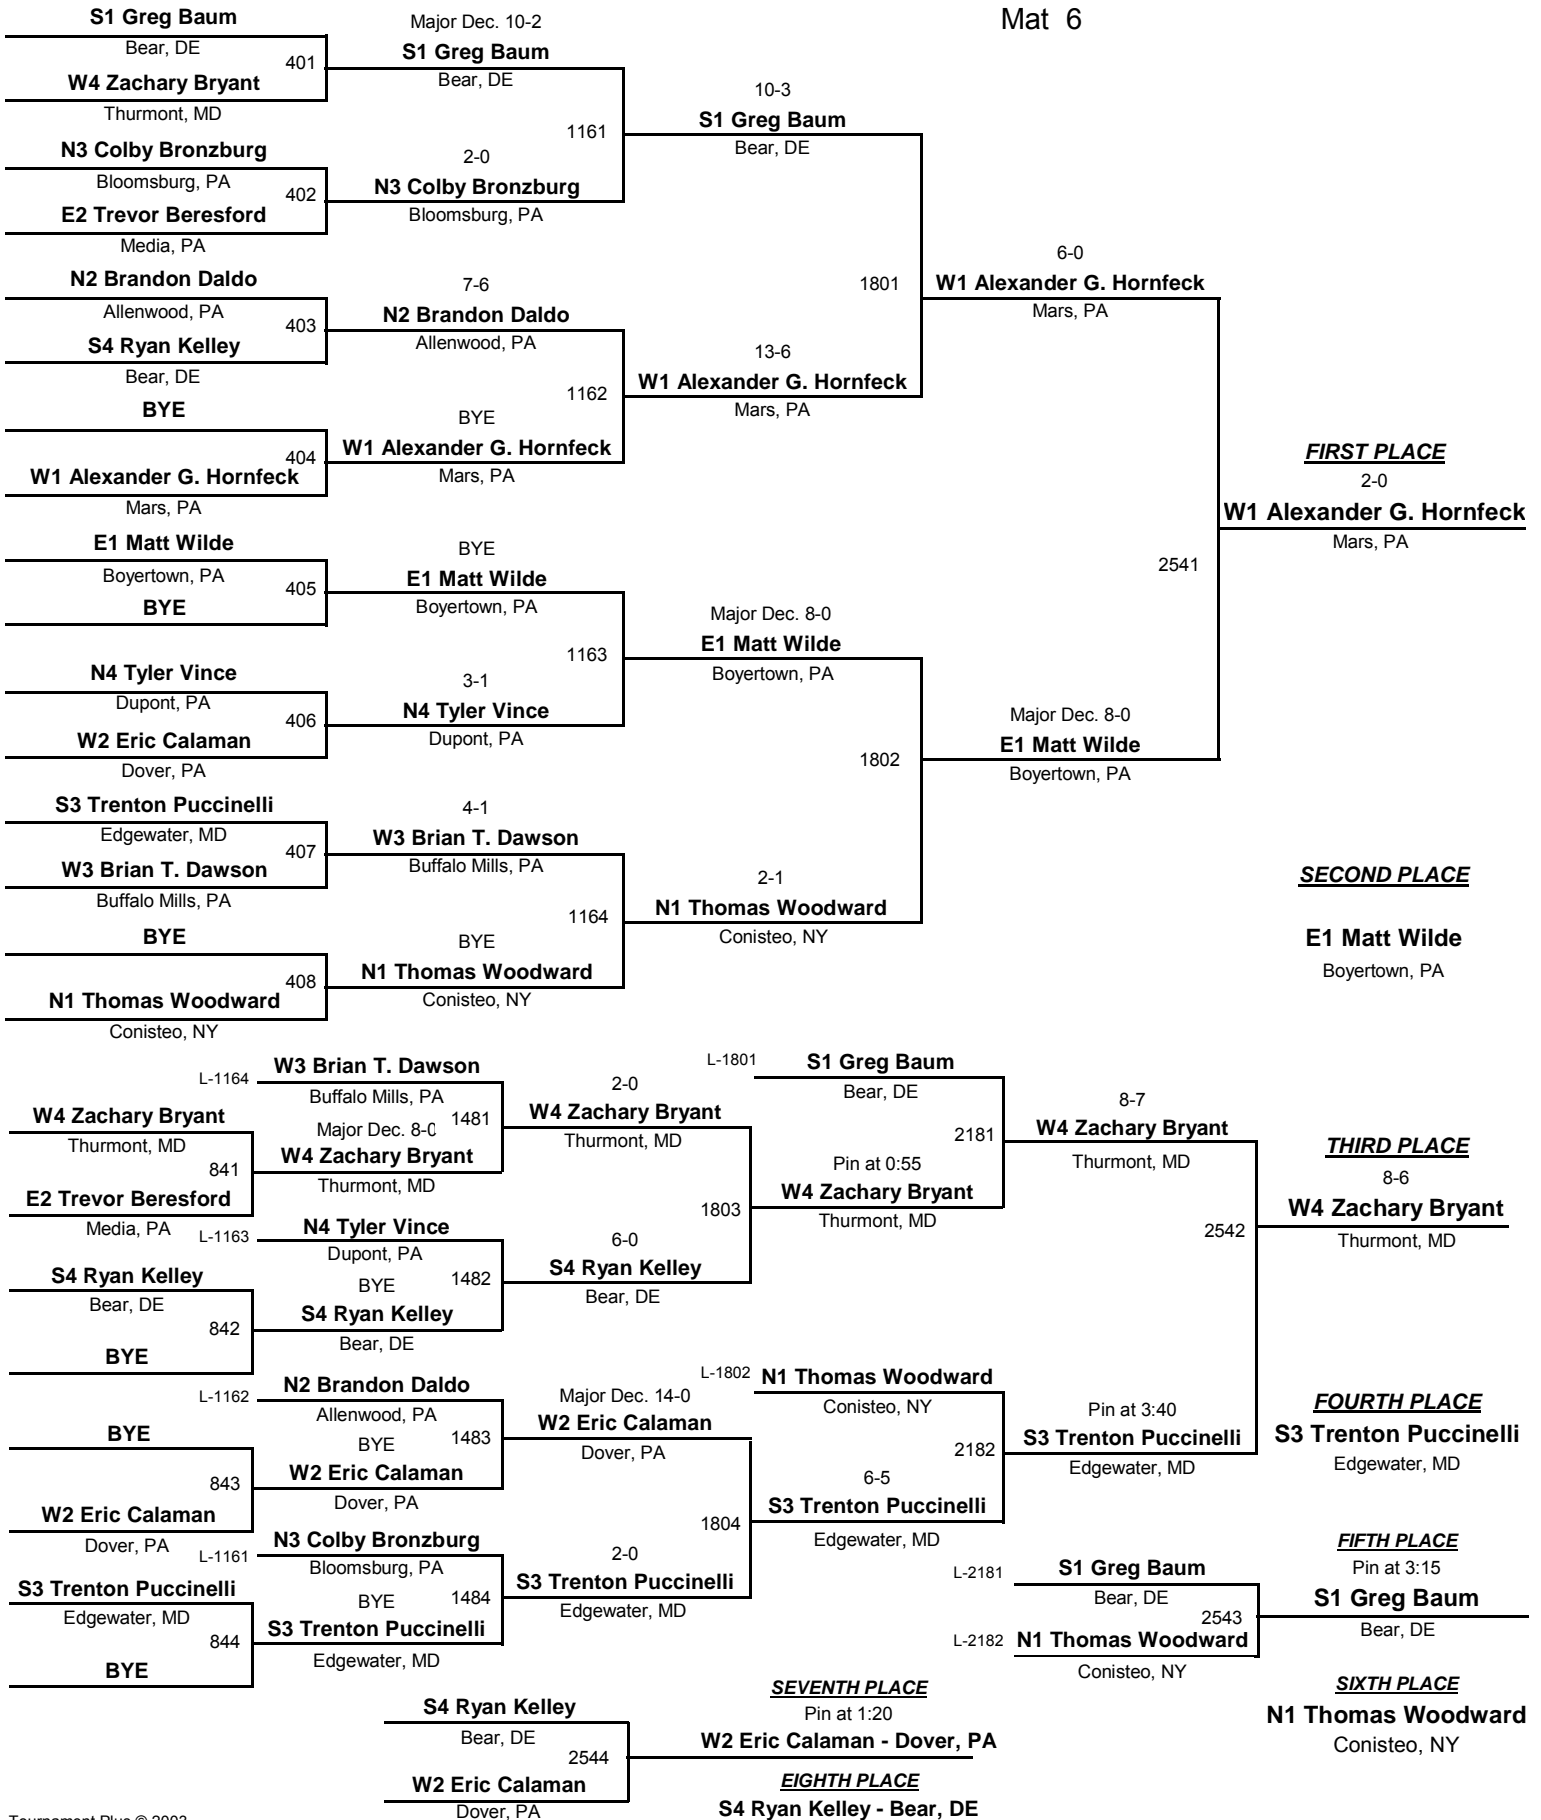 Mat 6
S1 Greg Baum
Bear, DE
401
W4 Zachary Bryant
Thurmont, MD
N3 Colby Bronzburg
Bloomsburg, PA
402
E2 Trevor Beresford
Media, PA
N2 Brandon Daldo
Allenwood, PA
403
S4 Ryan Kelley
Bear, DE
BYE
404
W1 Alexander G. Hornfeck
Mars, PA
E1 Matt Wilde
Boyertown, PA
405
BYE
N4 Tyler Vince
Dupont, PA
406
W2 Eric Calaman
Dover, PA
S3 Trenton Puccinelli
Edgewater, MD
407
W3 Brian T. Dawson
Buffalo Mills, PA
BYE
408
N1 Thomas Woodward
Conisteo, NY
Major Dec. 10-2
S1 Greg Baum
Bear, DE
1161
2-0
N3 Colby Bronzburg
Bloomsburg, PA
7-6
N2 Brandon Daldo
Allenwood, PA
1162
BYE
W1 Alexander G. Hornfeck
Mars, PA
BYE
E1 Matt Wilde
Boyertown, PA
1163
3-1
N4 Tyler Vince
Dupont, PA
4-1
W3 Brian T. Dawson
Buffalo Mills, PA
1164
BYE
N1 Thomas Woodward
Conisteo, NY
10-3
S1 Greg Baum
Bear, DE
1801
13-6
W1 Alexander G. Hornfeck
Mars, PA
Major Dec. 8-0
E1 Matt Wilde
Boyertown, PA
1802
2-1
N1 Thomas Woodward
Conisteo, NY
6-0
W1 Alexander G. Hornfeck
Mars, PA
2541
Major Dec. 8-0
E1 Matt Wilde
Boyertown, PA
FIRST PLACE
2-0
W1 Alexander G. Hornfeck
Mars, PA
SECOND PLACE
E1 Matt Wilde
Boyertown, PA
W4 Zachary Bryant
Thurmont, MD
841
E2 Trevor Beresford
Media, PA
S4 Ryan Kelley
Bear, DE
842
BYE
BYE
843
W2 Eric Calaman
Dover, PA
S3 Trenton Puccinelli
Edgewater, MD
844
BYE
L-1164
W3 Brian T. Dawson
Buffalo Mills, PA
1481
Major Dec. 8-0
W4 Zachary Bryant
Thurmont, MD
L-1163
N4 Tyler Vince
Dupont, PA
1482
BYE
S4 Ryan Kelley
Bear, DE
L-1162
N2 Brandon Daldo
Allenwood, PA
1483
BYE
W2 Eric Calaman
Dover, PA
L-1161
N3 Colby Bronzburg
Bloomsburg, PA
1484
BYE
S3 Trenton Puccinelli
Edgewater, MD
2-0
W4 Zachary Bryant
Thurmont, MD
1803
6-0
S4 Ryan Kelley
Bear, DE
Major Dec. 14-0
W2 Eric Calaman
Dover, PA
1804
2-0
S3 Trenton Puccinelli
Edgewater, MD
L-1801
S1 Greg Baum
Bear, DE
2181
Pin at 0:55
W4 Zachary Bryant
Thurmont, MD
L-1802
N1 Thomas Woodward
Conisteo, NY
2182
6-5
S3 Trenton Puccinelli
Edgewater, MD
8-7
W4 Zachary Bryant
Thurmont, MD
2542
Pin at 3:40
S3 Trenton Puccinelli
Edgewater, MD
THIRD PLACE
8-6
W4 Zachary Bryant
Thurmont, MD
FOURTH PLACE
S3 Trenton Puccinelli
Edgewater, MD
L-2181
S1 Greg Baum
Bear, DE
2543
L-2182
N1 Thomas Woodward
Conisteo, NY
FIFTH PLACE
Pin at 3:15
S1 Greg Baum
Bear, DE
SIXTH PLACE
N1 Thomas Woodward
Conisteo, NY
S4 Ryan Kelley
Bear, DE
2544
W2 Eric Calaman
Dover, PA
SEVENTH PLACE
Pin at 1:20
W2 Eric Calaman - Dover, PA
EIGHTH PLACE
S4 Ryan Kelley - Bear, DE
Tournament Plus © 2003